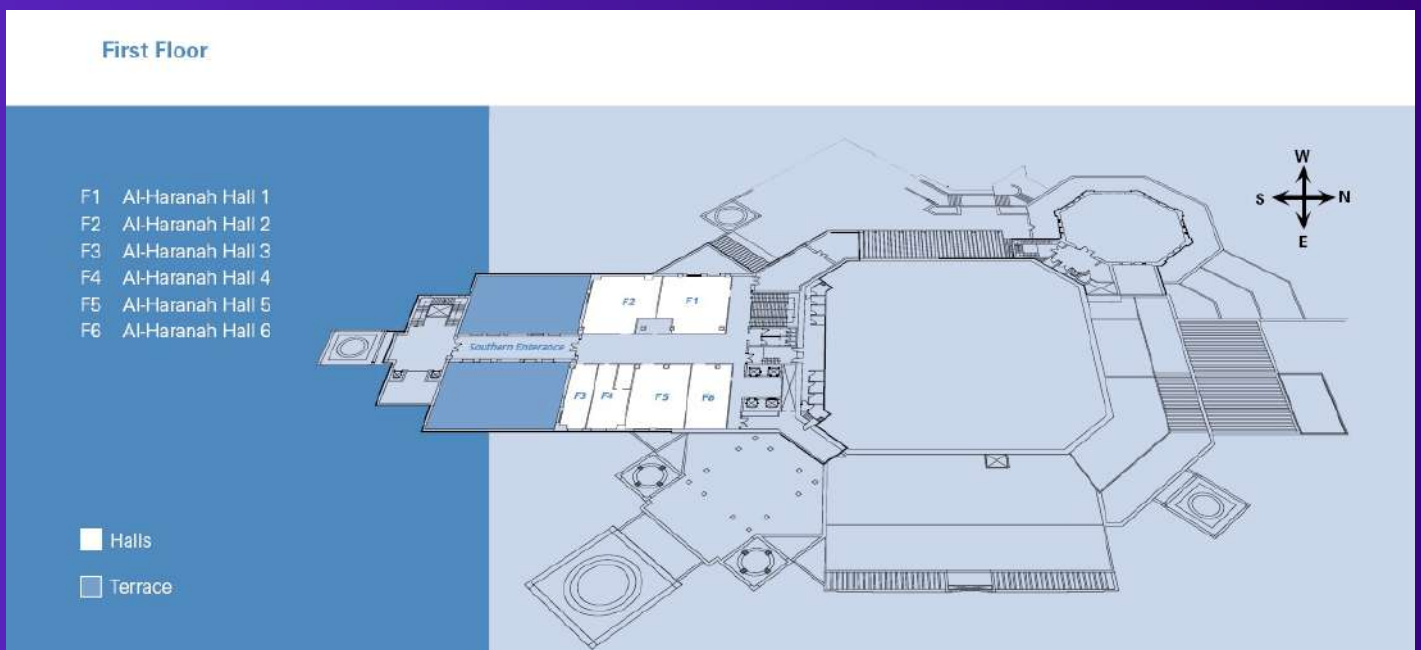 First Floor
F1 Al-Haranah Hall 1
F2 Al-Haranah Hall 2
F3 Al-Haranah Hall 3
F4 Al-Haranah Hall 4
F5 Al-Haranah Hall 5
F6 Al-Haranah Hall 6
W
S N
E
F2 F1
Southern Enterance
F3 F4 F5 F6
Halls
Terrace